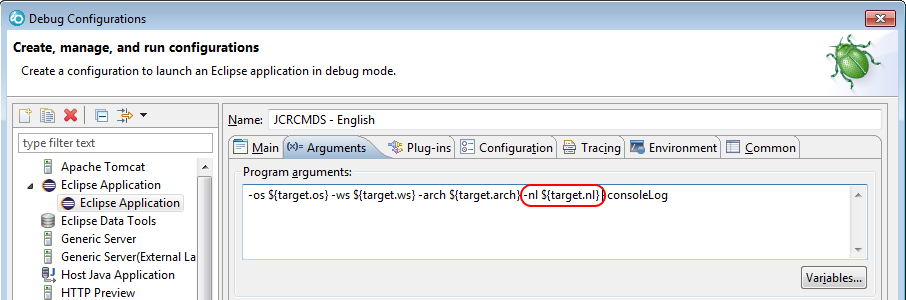 Debug Configurations
Create, manage, and run configurations
Create a configuration to launch an Eclipse application in debug mode.
type filter text
Apache Tomcat
Eclipse Application
Eclipse Application
Eclipse Data Tools
Generic Server
Generic Server(External La
Host Java Application
HTTP Preview
Name: JCRCMDS - English
Main (x)= Arguments Plug-ins Configuration Tracing Environment Common
Program arguments:
-os ${target.os} -ws ${target.ws} -arch ${target.arch} -nl ${target.nl} -consoleLog
Variables...